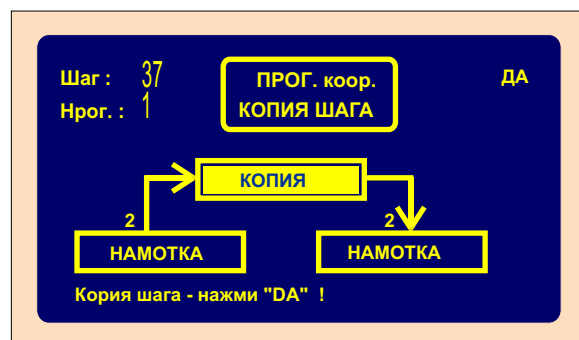 Шаг : 37
Нрог. : 1
ПРОГ. коор.
КОПИЯ ШАГА
ДА
КОПИЯ
2
НАМОТКА
2
НАМОТКА
Кория шага - нажми "DA" !